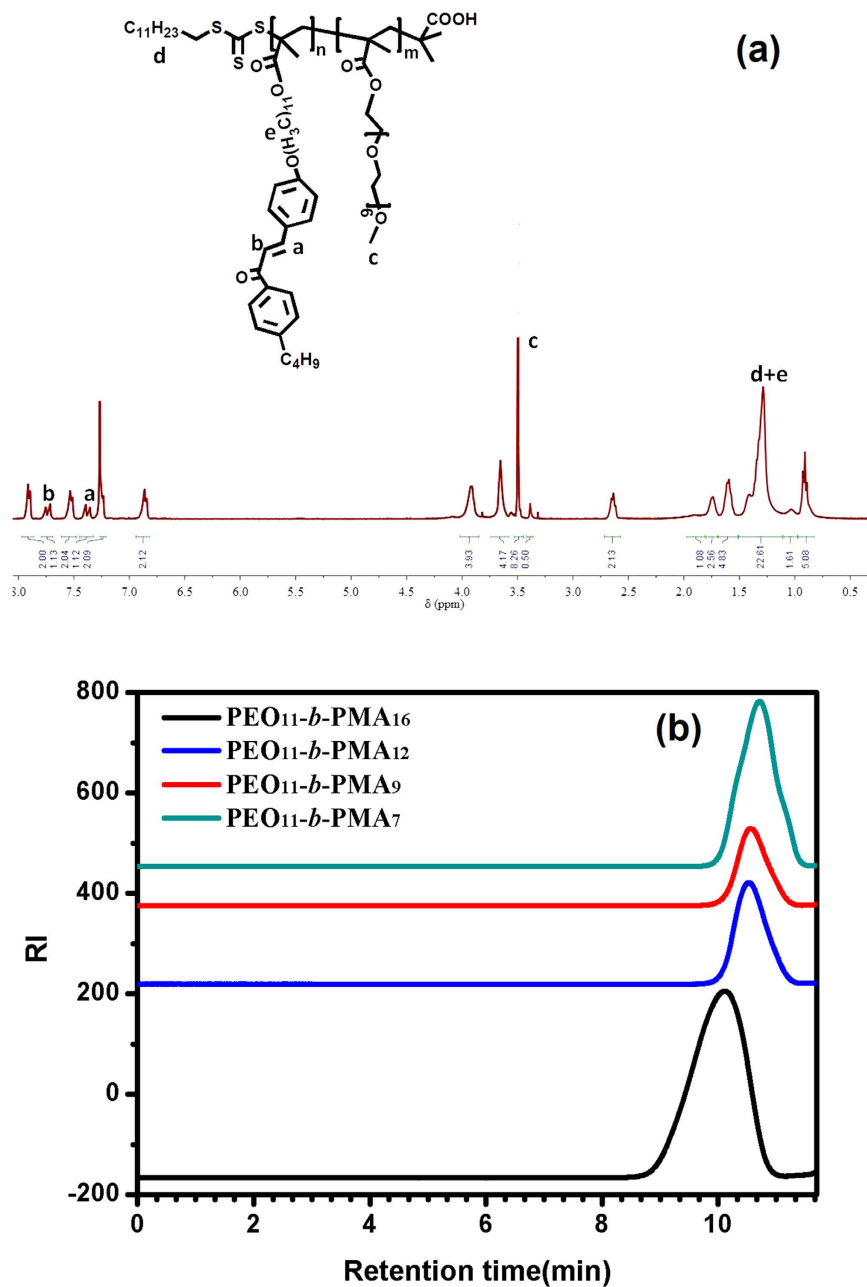 (a)
C11H23
S
S
S
d
n
m
COOH
O
O
O
O
)11
e
O(H3C)
O
O
b
a
O
9
O
c
C4H9
c
d+e
b
a
2.00
1.13
2.04
1.12
2.09
2.12
3.93
4.17
8.26
0.50
2.13
1.08
2.56
4.83
22.61
1.61
5.08
8.0 7.5 7.0 6.5 6.0 5.5 5.0 4.5 4.0 3.5 3.0 2.5 2.0 1.5 1.0 0.5
δ (ppm)
(b)
PEO11-b-PMA16
PEO11-b-PMA12
PEO11-b-PMA9
PEO11-b-PMA7
800
600
400
200
0
-200
RI
0 2 4 6 8 10
Retention time(min)